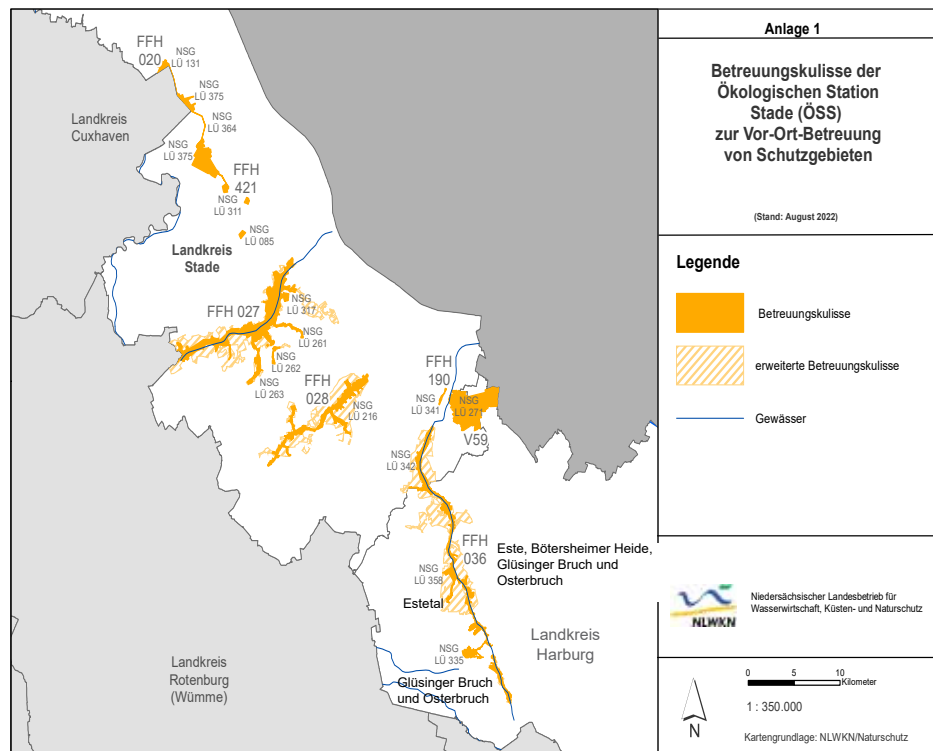 Anlage 1
Betreuungskulisse der
Ökologischen Station
Stade (ÖSS)
zur Vor-Ort-Betreuung
von Schutzgebieten
(Stand: August 2022)
Legende
Betreuungskulisse
erweiterte Betreuungskulisse
Gewässer
NLWKN
Niedersächsischer Landesbetrieb für
Wasserwirtschaft, Küsten- und Naturschutz
N
0 5 10
Kilometer
1 : 350.000
Kartengrundlage: NLWKN/Naturschutz
FFH
020
NSG
LÜ 131
NSG
LÜ 375
NSG
LÜ 364
Landkreis
Cuxhaven
NSG
LÜ 375
FFH
421
NSG
LÜ 311
NSG
LÜ 085
Landkreis
Stade
FFH 027
NSG
LÜ 317
NSG
LÜ 261
NSG
LÜ 262
NSG
LÜ 263
FFH
028
NSG
LÜ 216
FFH
190
NSG
LÜ 341
NSG
LÜ 271
V59
NSG
LÜ 342
FFH
036
Este, Bötersheimer Heide,
Glüsinger Bruch und
Osterbruch
NSG
LÜ 358
Estetal
Landkreis
Harburg
NSG
LÜ 335
Landkreis
Rotenburg
(Wümme)
Glüsinger Bruch
und Osterbruch